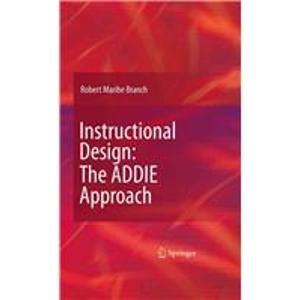 Robert Maribe Branch
Instructional
Design:
The ADDIE
Approach
Springer